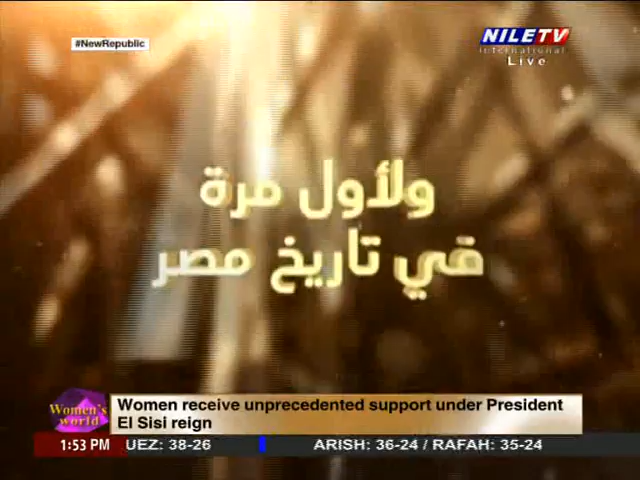 #NewRepublic
NILETV
International
Live
ولأول مرة
في تاريخ مصر
Women's world
Women receive unprecedented support under President
El Sisi reign
1:53 PM UEZ: 38-26 ARISH: 36-24 / RAFAH: 35-24
NILETV